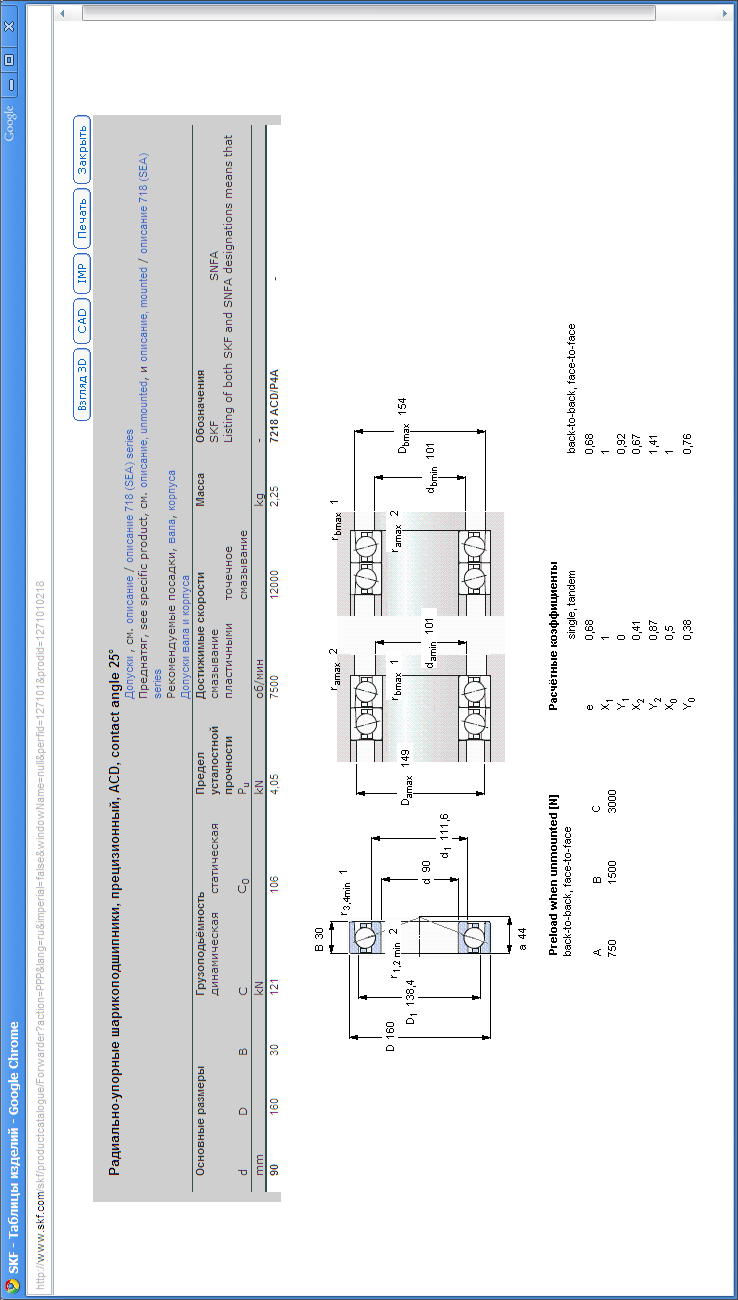 SKF - Таблицы изделий - Google Chrome
Google
http://www.skf.com/skf/productcatalogue/Forwarder?action=PPP&lang=ru&imperial=false&windowName=null&perfid=127101&prodid=1271010218
Взгляд 3D CAD IMP Печать Закрыть
Радиально-упорные шарикоподшипники, прецизионный, ACD, contact angle 25°
Допуски , см. описание / описание 718 (SEA) series
Преднатяг, see specific product, см. описание, unmounted, и описание, mounted / описание 718 (SEA)
series
Рекомендуемые посадки, вала, корпуса
Допуски вала и корпуса
Основные размеры Грузоподъёмность Предел Достижимые скорости Масса Обозначения
динамическая статическая усталостной смазывание точечное SKF SNFA
прочности пластичными смазывание Listing of both SKF and SNFA designations means that
d D B C C0 Pu
mm kN kN об/мин kg -
90 160 30 121 106 4,05 7500 12000 2,25 7218 ACD/P4A -
r3,4min 1
B 30
r1,2 min 2
D 160
D1 138,4
d 90
d1 111,6
a 44
ramax 2
rbmax 1
Damax 149
damin 101
rbmax 1
ramax 2
dbmin 101
Dbmax 154
Preload when unmounted [N]
back-to-back, face-to-face
A B C
750 1500 3000
Расчётные коэффициенты
single, tandem back-to-back, face-to-face
e 0,68 0,68
X1 1 1
Y1 0 0,92
X2 0,41 0,67
Y2 0,87 1,41
X0 0,5 1
Y0 0,38 0,76